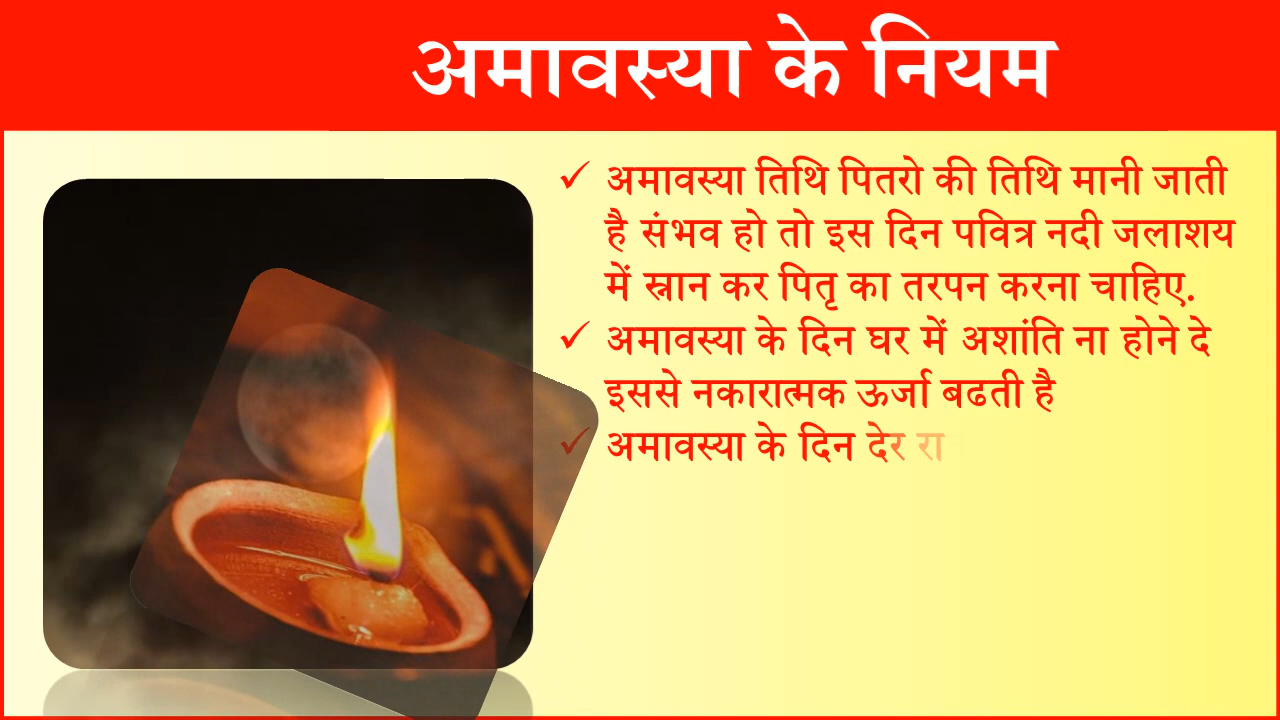 अमावस्या के नियम
अमावस्या तिथि पितरो की तिथि मानी जाती
है संभव हो तो इस दिन पवित्र नदी जलाशय
में स्नान कर पितृ का तरपन करना चाहिए.
अमावस्या के दिन घर में अशांति ना होने दे
इससे नकारात्मक ऊर्जा बढती है
अमावस्या के दिन देर रा